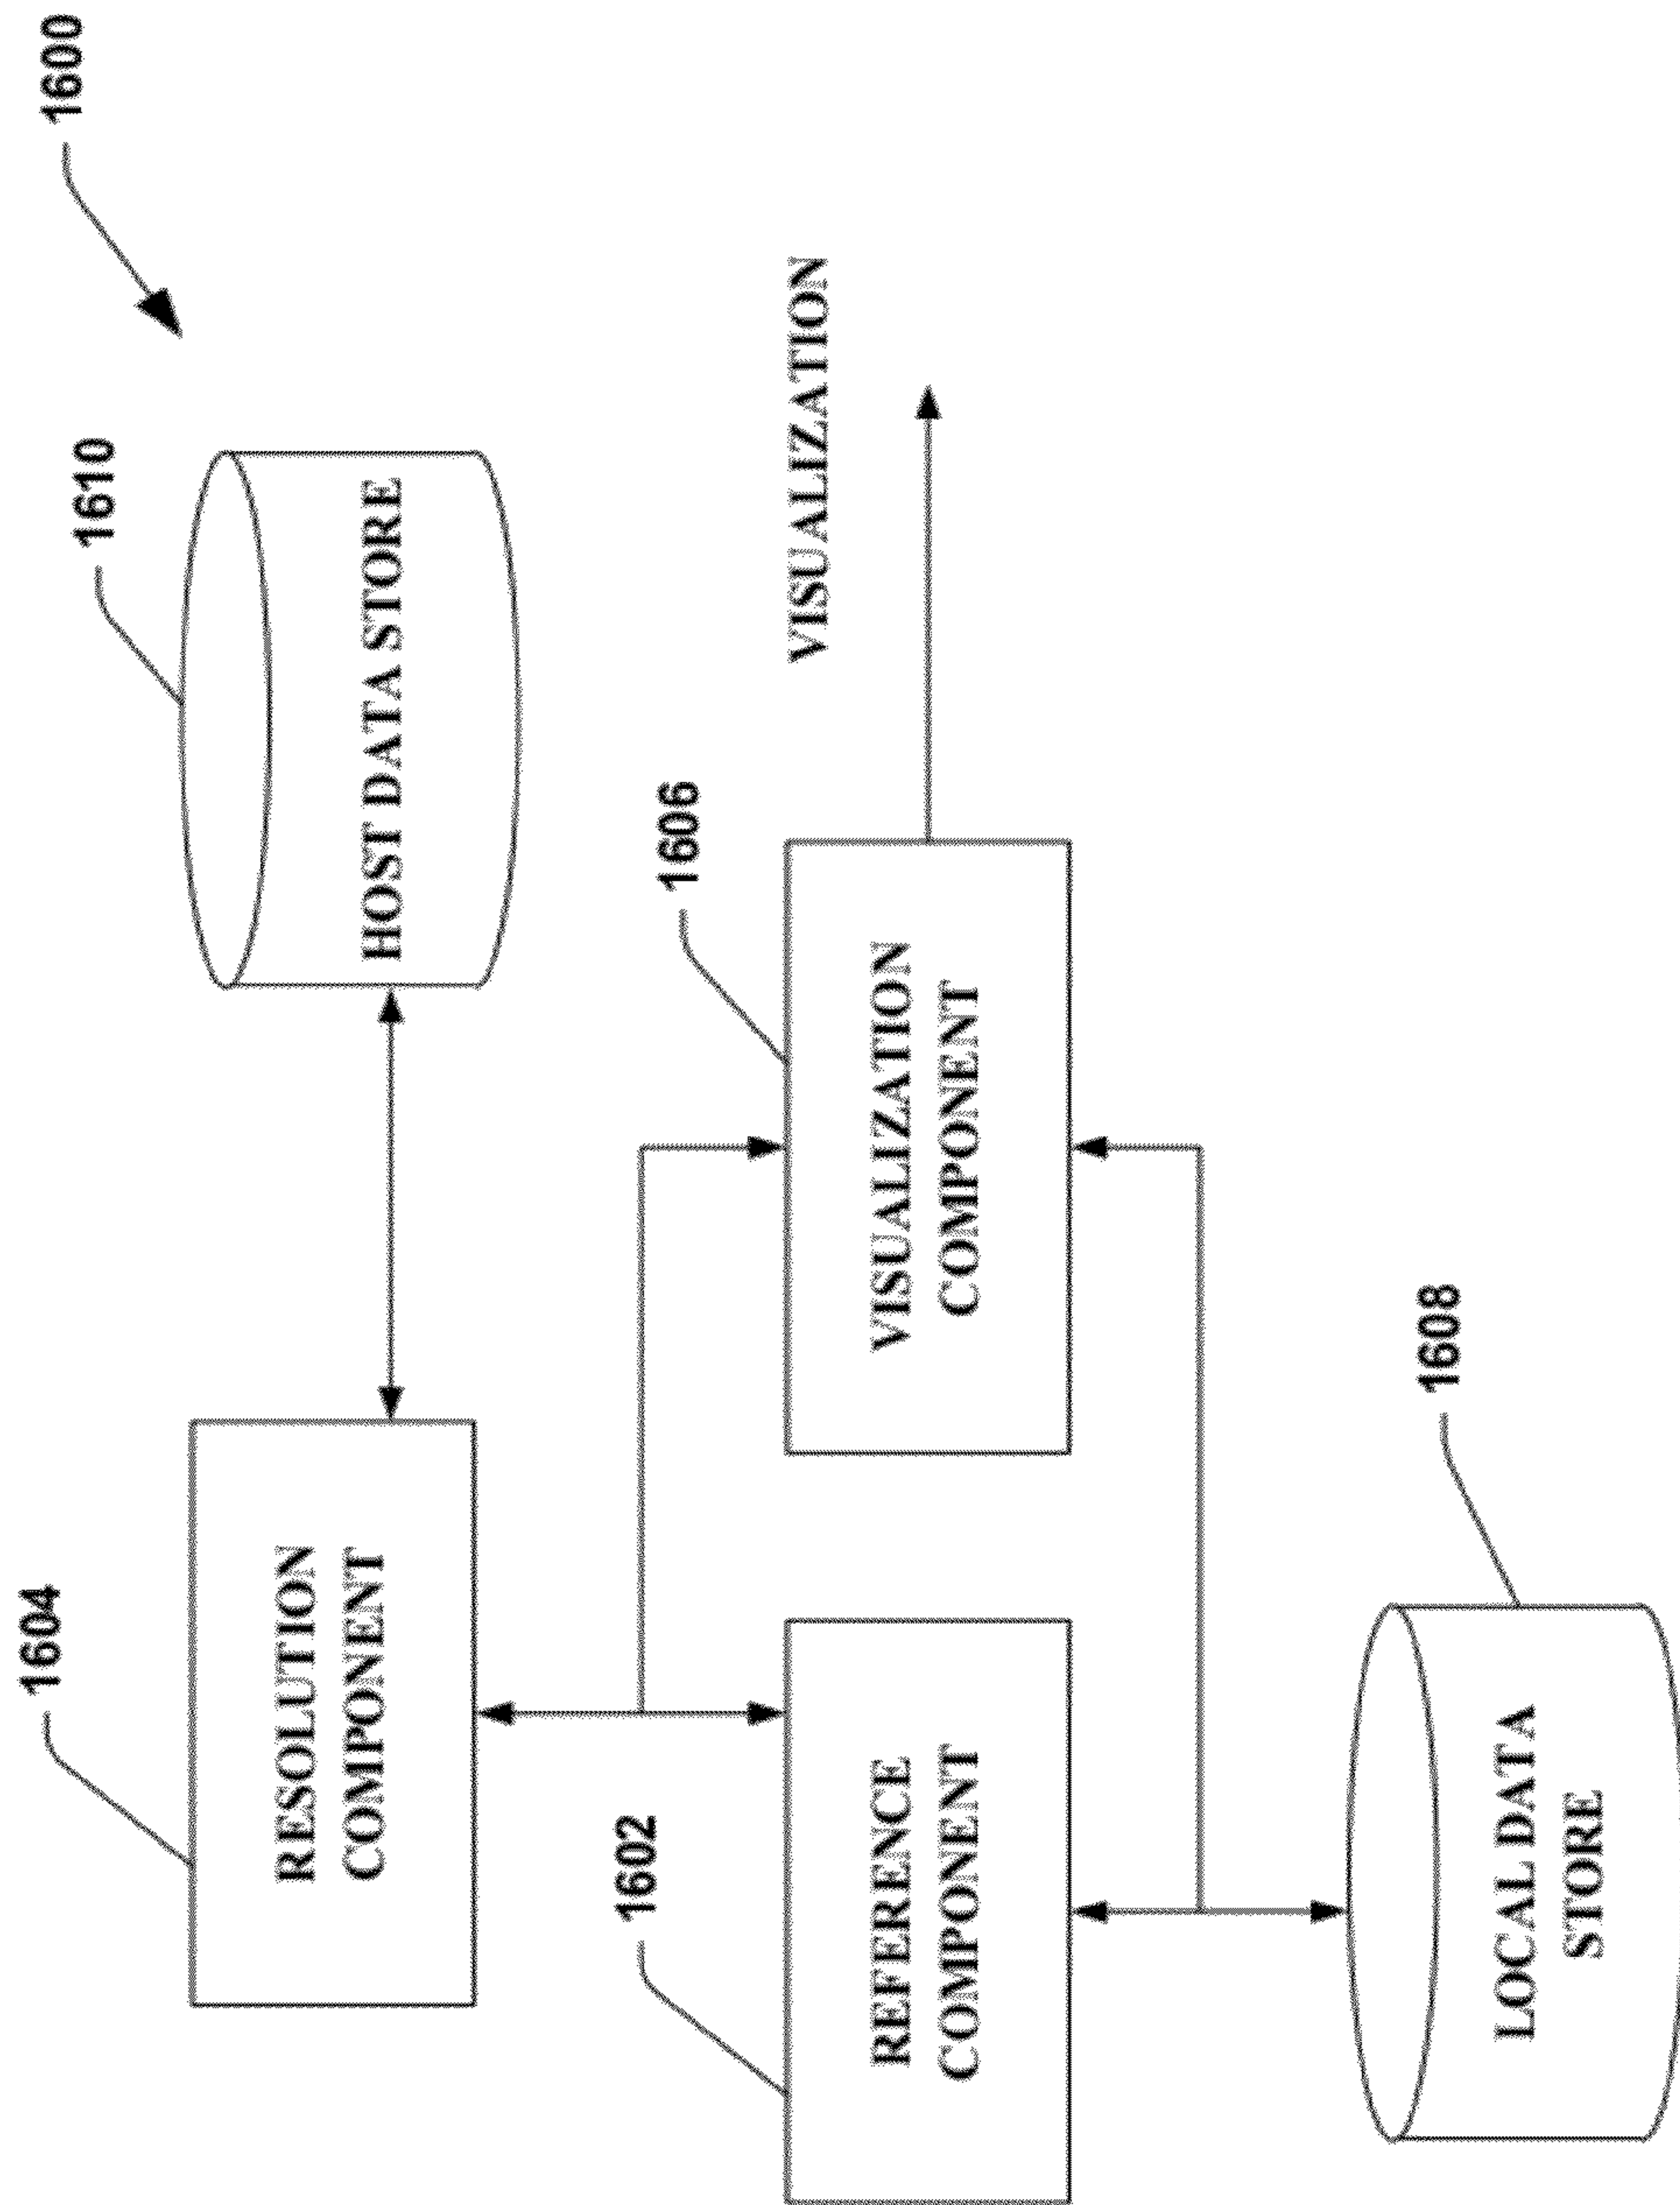 1600
1610
HOST DATA STORE
1604
RESOLUTION
COMPONENT
VISUALIZATION
1606
VISUALIZATION
COMPONENT
1602
REFERENCE
COMPONENT
1608
LOCAL DATA
STORE